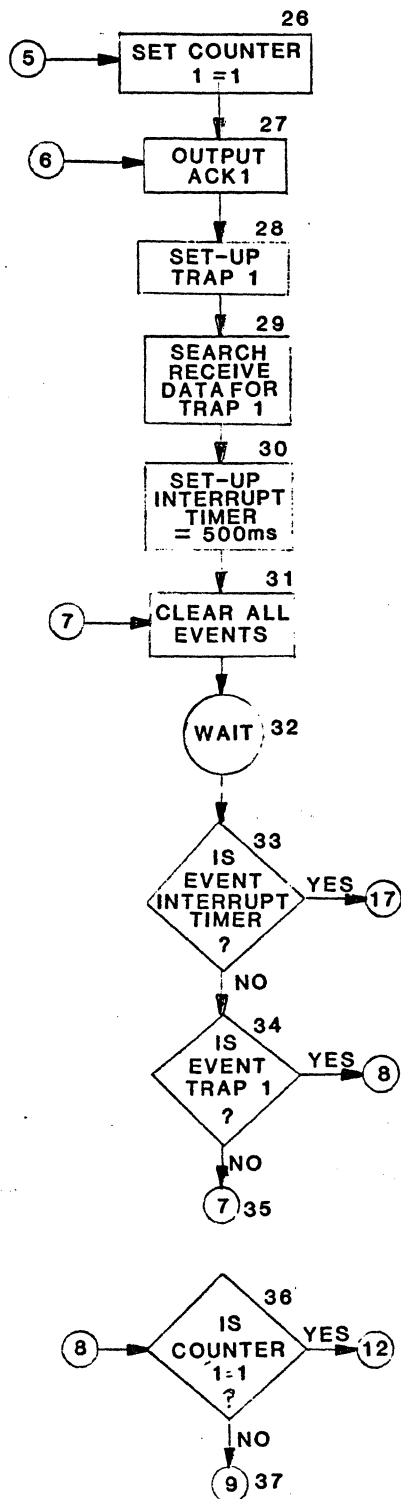 26
5
SET COUNTER
1 = 1
27
6
OUTPUT
ACK1
28
SET-UP
TRAP 1
29
SEARCH
RECEIVE
DATA FOR
TRAP 1
30
SET-UP
INTERRUPT
TIMER
= 500ms
31
7
CLEAR ALL
EVENTS
WAIT 32
33
IS
EVENT
INTERRUPT
TIMER
?
YES
17
NO
34
IS
EVENT
TRAP 1
?
YES
8
NO
7 35
36
8
IS
COUNTER
1=1
?
YES
12
NO
9 37